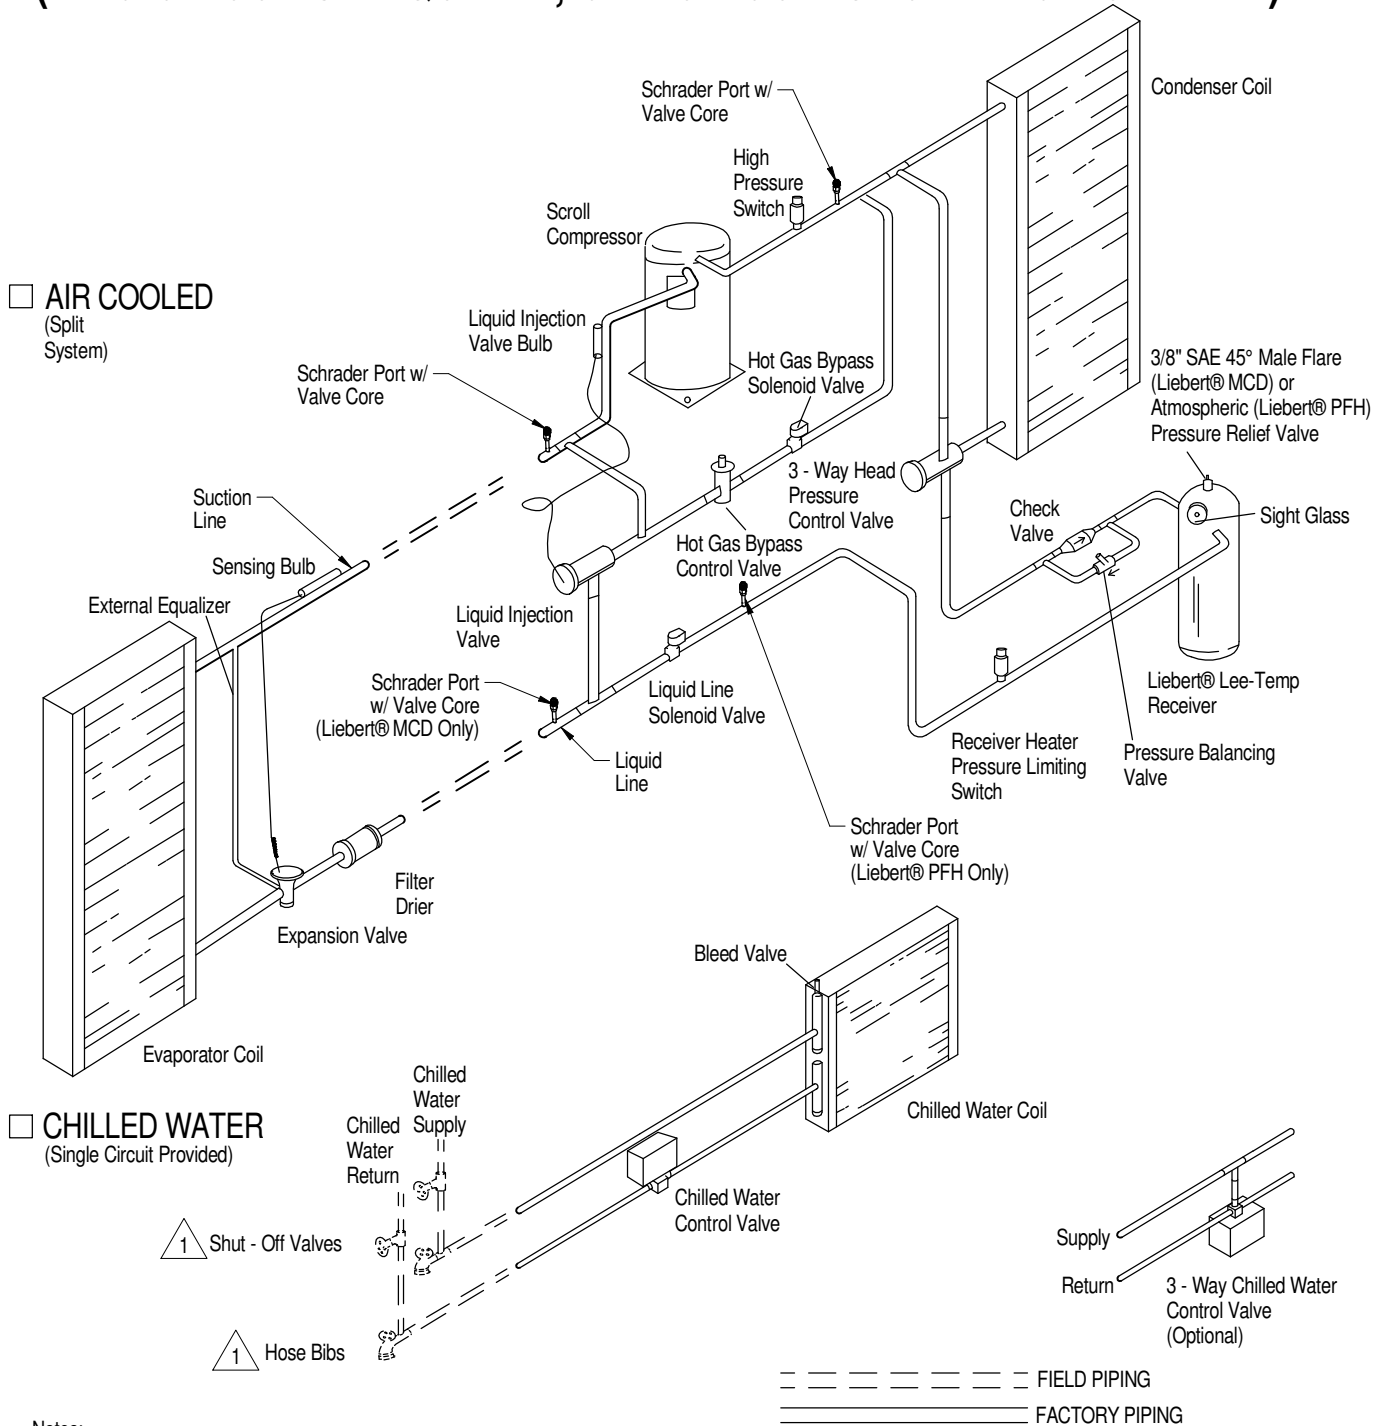 Condenser Coil
Schrader Port w/
Valve Core
High
Pressure
Switch
Scroll
Compressor
AIR COOLED
(Split
System)
Liquid Injection
Valve Bulb
Hot Gas Bypass
Solenoid Valve
Schrader Port w/
Valve Core
3/8" SAE 45° Male Flare
(Liebert® MCD) or
Atmospheric (Liebert® PFH)
Pressure Relief Valve
3 - Way Head
Pressure
Control Valve
Suction
Line
Check
Valve
Sight Glass
Hot Gas Bypass
Control Valve
Sensing Bulb
External Equalizer
Liquid Injection
Valve
Schrader Port
w/ Valve Core
(Liebert® MCD Only)
Liquid Line
Solenoid Valve
Liebert® Lee-Temp
Receiver
Liquid
Line
Receiver Heater
Pressure Limiting
Switch
Pressure Balancing
Valve
Schrader Port
w/ Valve Core
(Liebert® PFH Only)
Filter
Drier
Expansion Valve
Bleed Valve
Evaporator Coil
Chilled
Water
Supply
Chilled Water Coil
CHILLED WATER
(Single Circuit Provided)
Chilled
Water
Return
Chilled Water
Control Valve
1 Shut - Off Valves
Supply
Return
3 - Way Chilled Water
Control Valve
(Optional)
1 Hose Bibs
FIELD PIPING
FACTORY PIPING